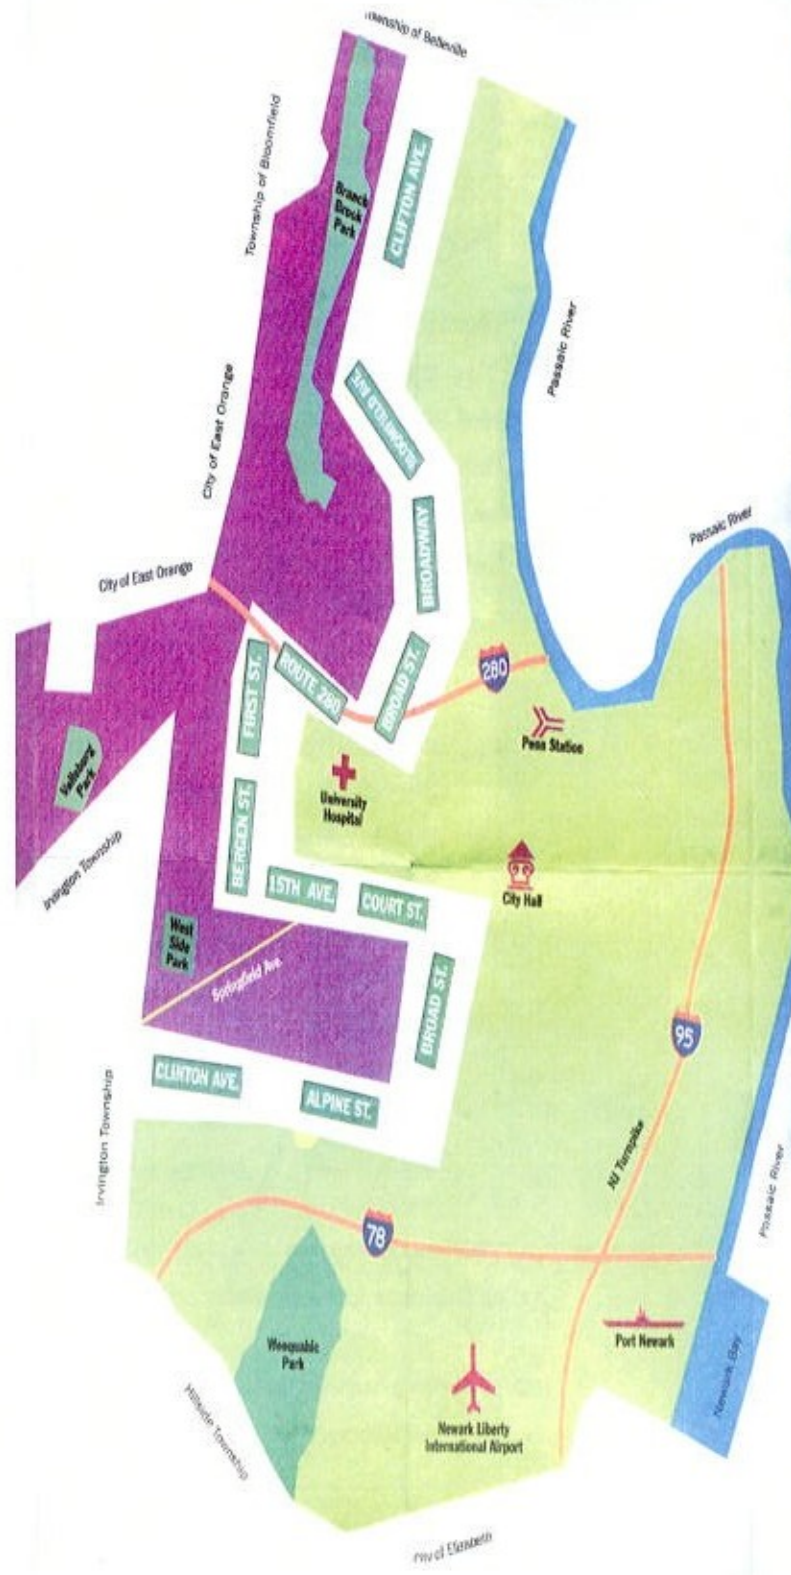 Township of Belleville
Township of Bloomfield
Branch
Brook
Park
CLIFTON AVE.
Passaic River
BLOOMFIELD AVE.
City of East Orange
BROADWAY
Passaic River
City of East Orange
FIRST ST.
ROUTE 280
BROAD ST.
280
Penn Station
Vailsburg
Park
University
Hospital
BERGEN ST.
Irvington Township
15TH AVE.
COURT ST.
City Hall
West
Side
Park
Springfield Ave.
BROAD ST.
95
CLINTON AVE.
ALPINE ST.
Irvington Township
NJ Turnpike
Passaic River
78
Weequahic
Park
Port Newark
Newark Bay
Newark Liberty
International Airport
Hillside Township
City of Elizabeth